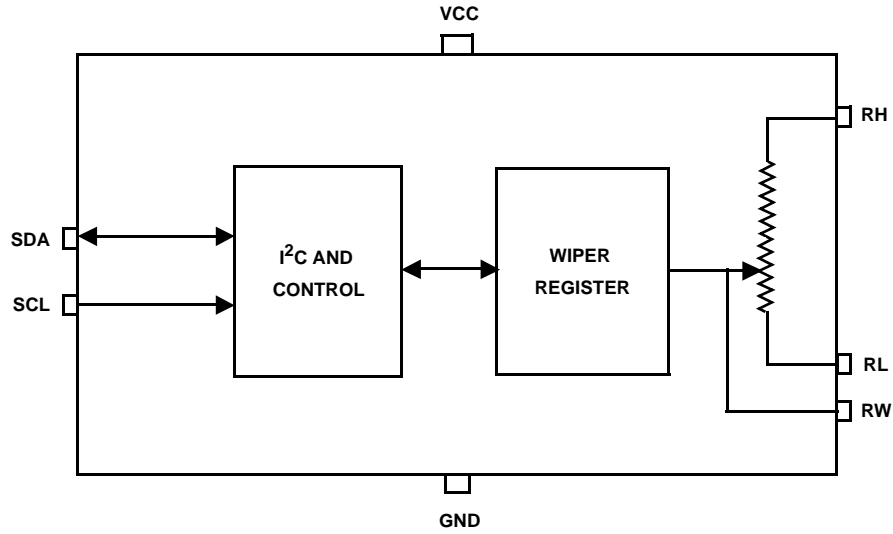 VCC
RH
SDA
I²C AND
CONTROL
WIPER
REGISTER
SCL
RL
RW
GND